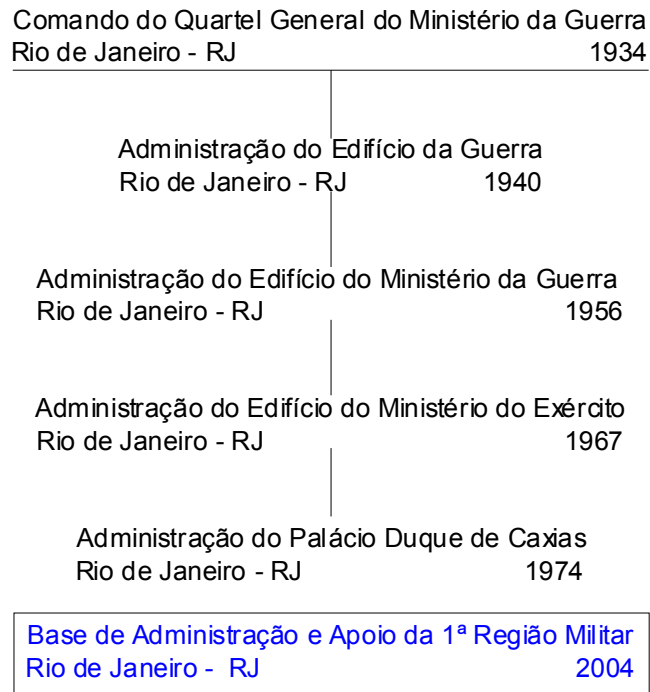 Comando do Quartel General do Ministério da Guerra
Rio de Janeiro - RJ 1934
Administração do Edifício da Guerra
Rio de Janeiro - RJ 1940
Administração do Edifício do Ministério da Guerra
Rio de Janeiro - RJ 1956
Administração do Edifício do Ministério do Exército
Rio de Janeiro - RJ 1967
Administração do Palácio Duque de Caxias
Rio de Janeiro - RJ 1974
Base de Administração e Apoio da 1ª Região Militar
Rio de Janeiro - RJ 2004